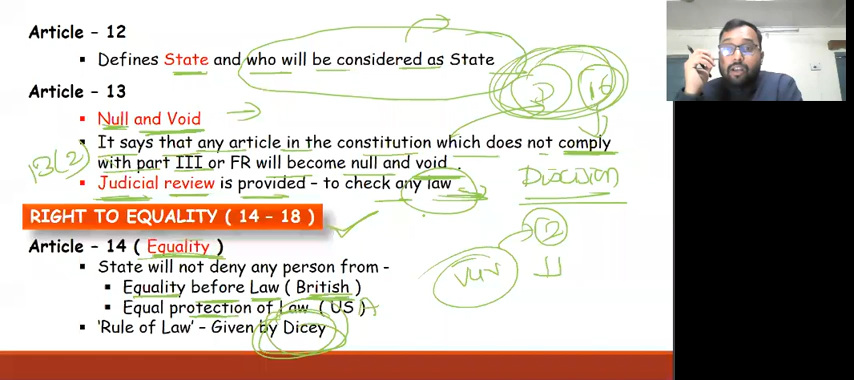 Article - 12
▪ Defines State and who will be considered as State
Article - 13
▪ Null and Void
▪ It says that any article in the constitution which does not comply
with part III or FR will become null and void .
13(2)
▪ Judicial review is provided – to check any law
RIGHT TO EQUALITY ( 14 – 18 )
Article - 14 ( Equality )
▪ State will not deny any person from -
▪ Equality before Law ( British )
▪ Equal protection of Law ( US )A
▪ 'Rule of Law' – Given by Dicey
12